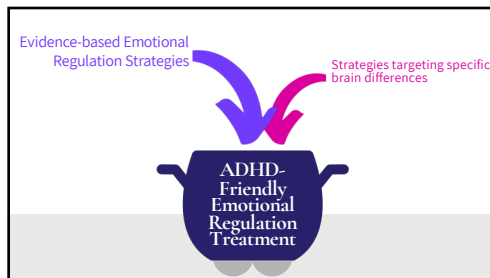 Evidence-based Emotional
Regulation Strategies
Strategies targeting specific
brain differences
ADHD-
Friendly
Emotional
Regulation
Treatment